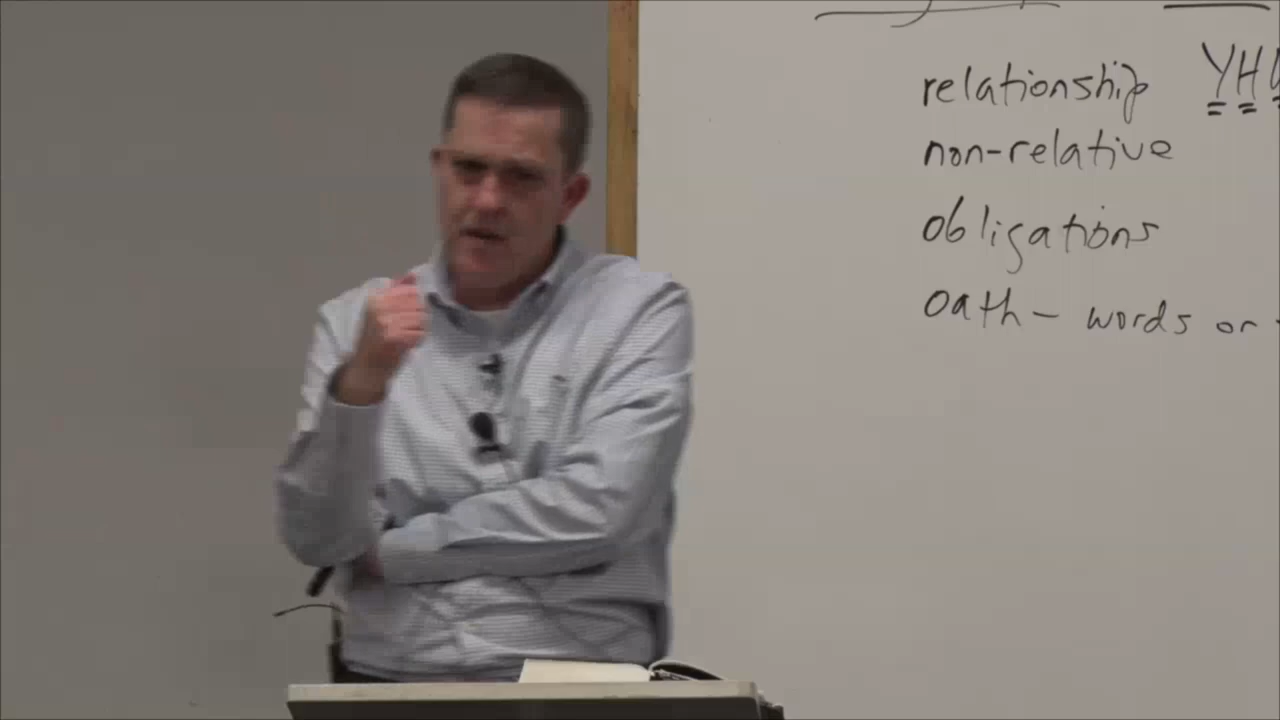 relationship YH
non-relative
obligations
oath - words or